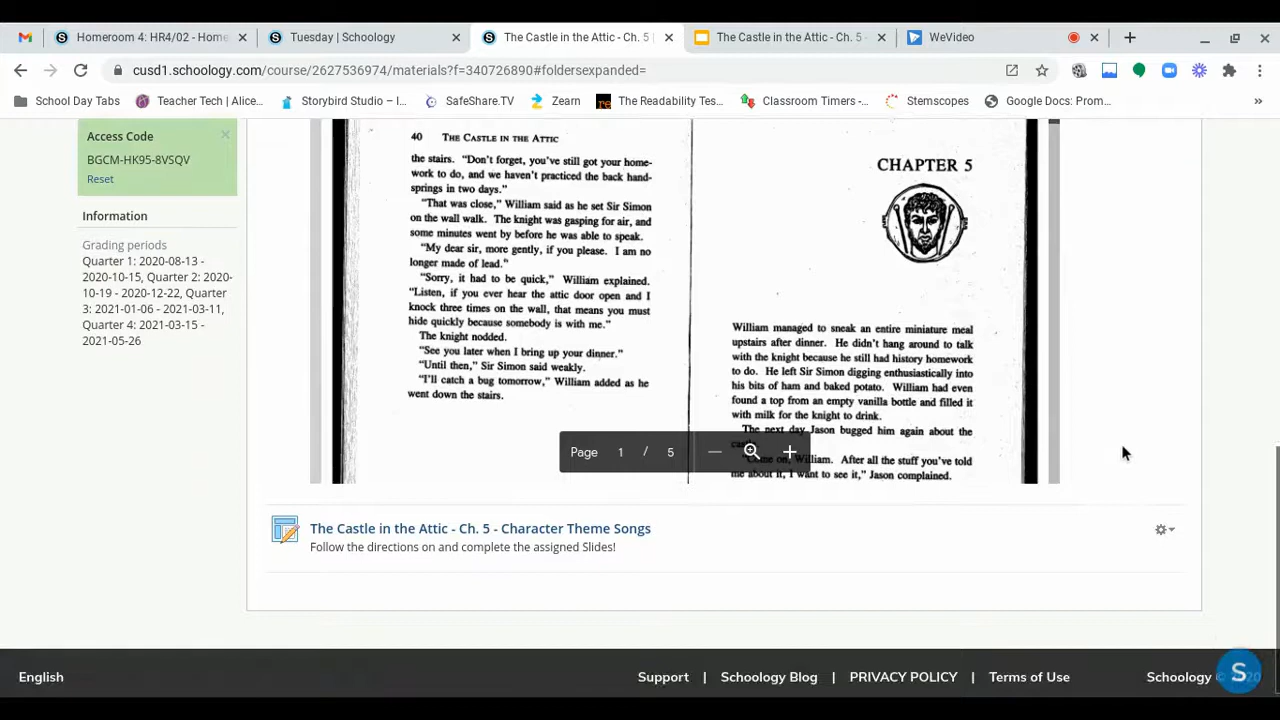 Homeroom 4: HR4/02 - Home
Tuesday | Schoology
The Castle in the Attic - Ch. 5 |
The Castle in the Attic - Ch. 5 -
WeVideo
cusd1.schoology.com/course/2627536974/materials?f=340726890#foldersexpanded=
School Day Tabs
Teacher Tech | Alice...
Storybird Studio – I...
SafeShare.TV
Zearn
The Readability Tes...
Classroom Timers -...
Stemscopes
Google Docs: Prom...
»
Access Code
BGCM-HK95-8VSQV
Reset
Information
Grading periods
Quarter 1: 2020-08-13 -
2020-10-15, Quarter 2: 2020-
10-19 - 2020-12-22, Quarter
3: 2021-01-06 - 2021-03-11,
Quarter 4: 2021-03-15 -
2021-05-26
40 THE CASTLE IN THE ATTIC
the stairs. "Don't forget, you've still got your home-
work to do, and we haven't practiced the back hand-
springs in two days."
"That was close," William said as he set Sir Simon
on the wall walk. The knight was gasping for air, and
some minutes went by before he was able to speak.
"My dear sir, more gently, if you please. I am no
longer made of lead."
"Sorry, it had to be quick," William explained.
"Listen, if you ever hear the attic door open and I
knock three times on the wall, that means you must
hide quickly because somebody is with me."
The knight nodded.
"See you later when I bring up your dinner."
"Until then," Sir Simon said weakly.
"I'll catch a bug tomorrow," William added as he
went down the stairs.
CHAPTER 5
William managed to sneak an entire miniature meal
upstairs after dinner. He didn't hang around to talk
with the knight because he still had history homework
to do. He left Sir Simon digging enthusiastically into
his bits of ham and baked potato. William had even
found a top from an empty vanilla bottle and filled it
with milk for the knight to drink.
The next day Jason bugged him again about the
William. After all the stuff you've told
me about it, I want to see it," Jason complained.
Page 1 / 5
The Castle in the Attic - Ch. 5 - Character Theme Songs
Follow the directions on and complete the assigned Slides!
English
Support | Schoology Blog | PRIVACY POLICY | Terms of Use
Schoology
S